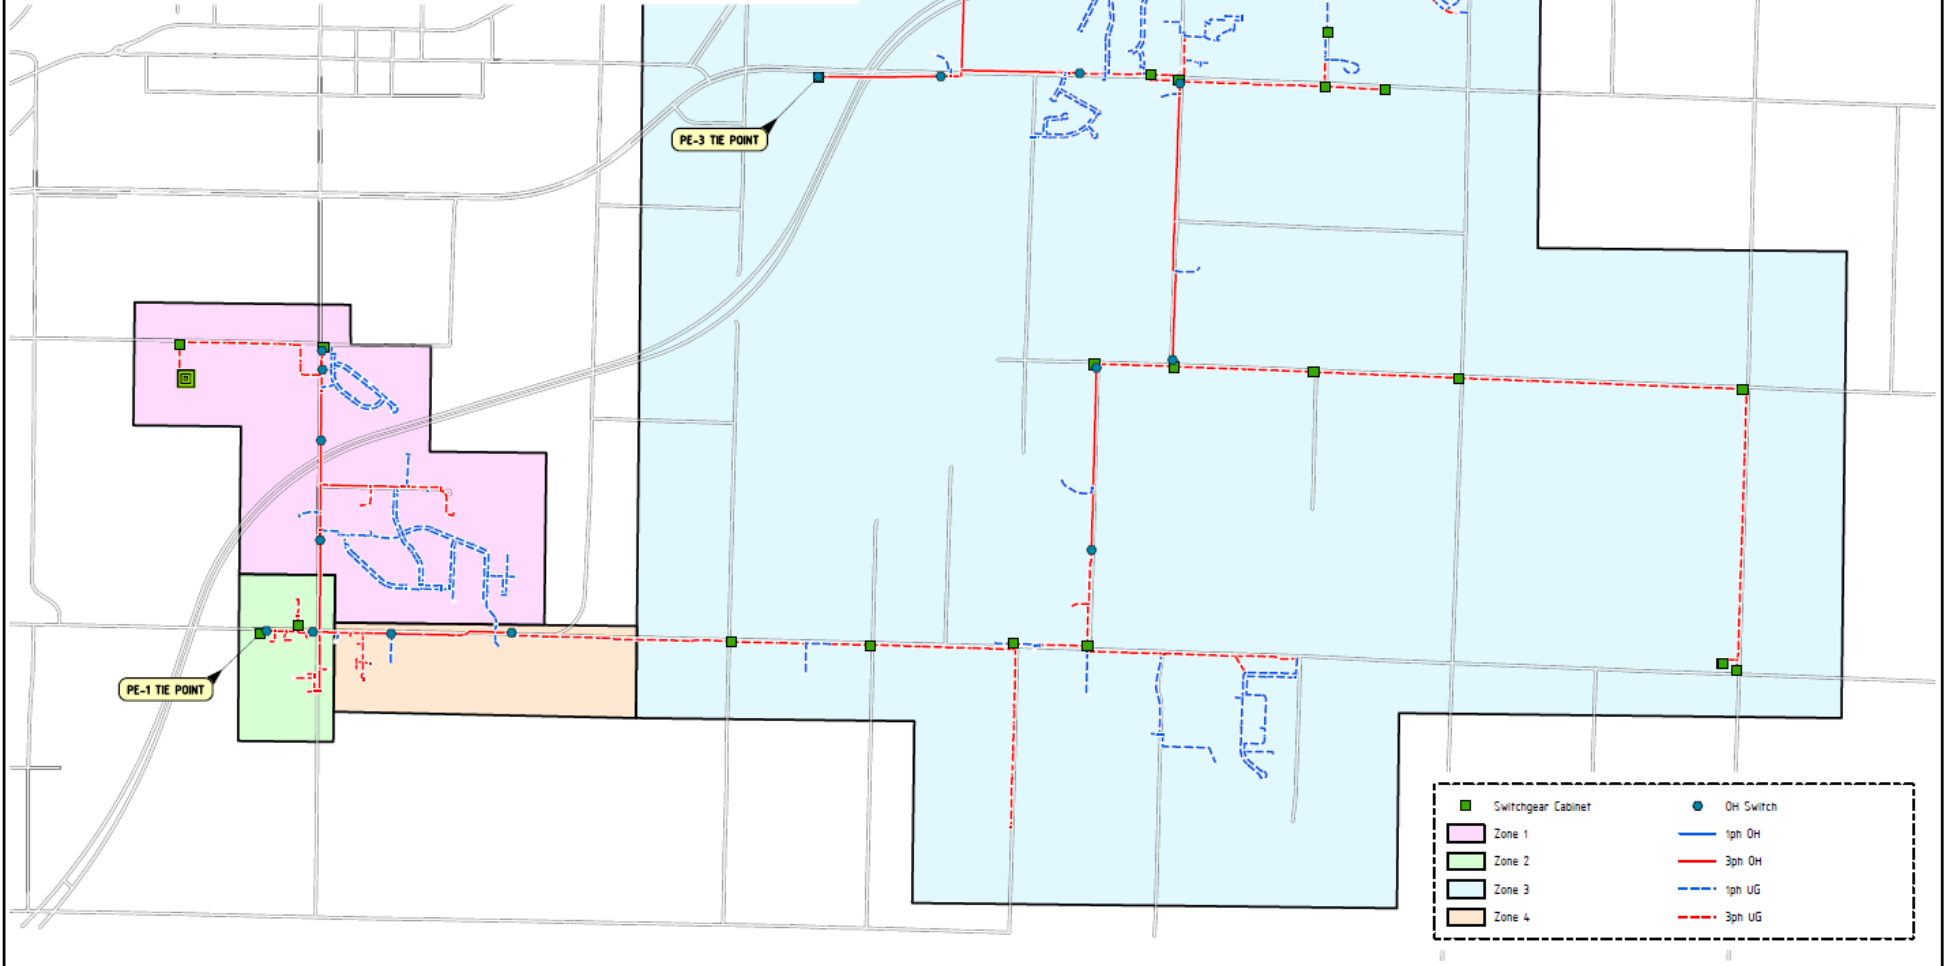 PE-3 TIE POINT
PE-1 TIE POINT
Switchgear Cabinet
OH Switch
Zone 1
1ph OH
Zone 2
3ph OH
Zone 3
1ph UG
Zone 4
3ph UG